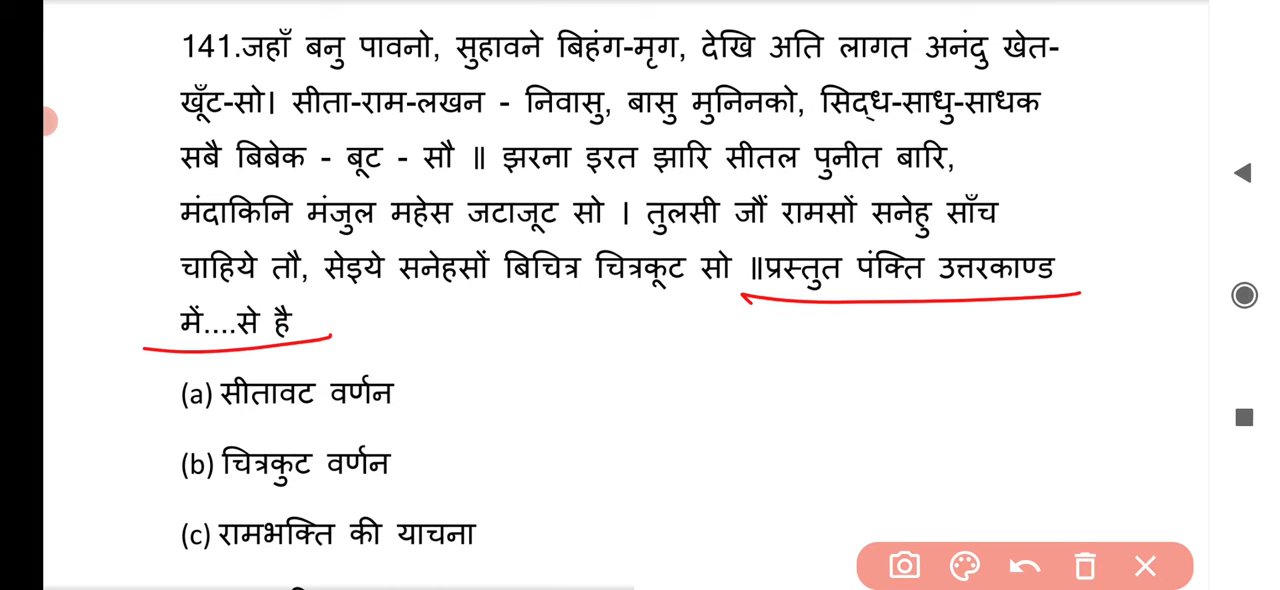 141.जहाँ बनु पावनो, सुहावने बिहंग-मृग, देखि अति लागत अनंदु खेत-
खूँट-सो। सीता-राम-लखन - निवासु, बासु मुनिनको, सिद्ध-साधु-साधक
सबै बिबेक - बूट - सौ ॥ झरना इरत झारि सीतल पुनीत बारि,
मंदाकिनि मंजुल महेस जटाजूट सो । तुलसी जौं रामसों सनेहु साँच
चाहिये तौ, सेइये सनेहसों बिचित्र चित्रकूट सो ॥प्रस्तुत पंक्ति उत्तरकाण्ड
में....से है
(a) सीतावट वर्णन
(b) चित्रकुट वर्णन
(c) रामभक्ति की याचना